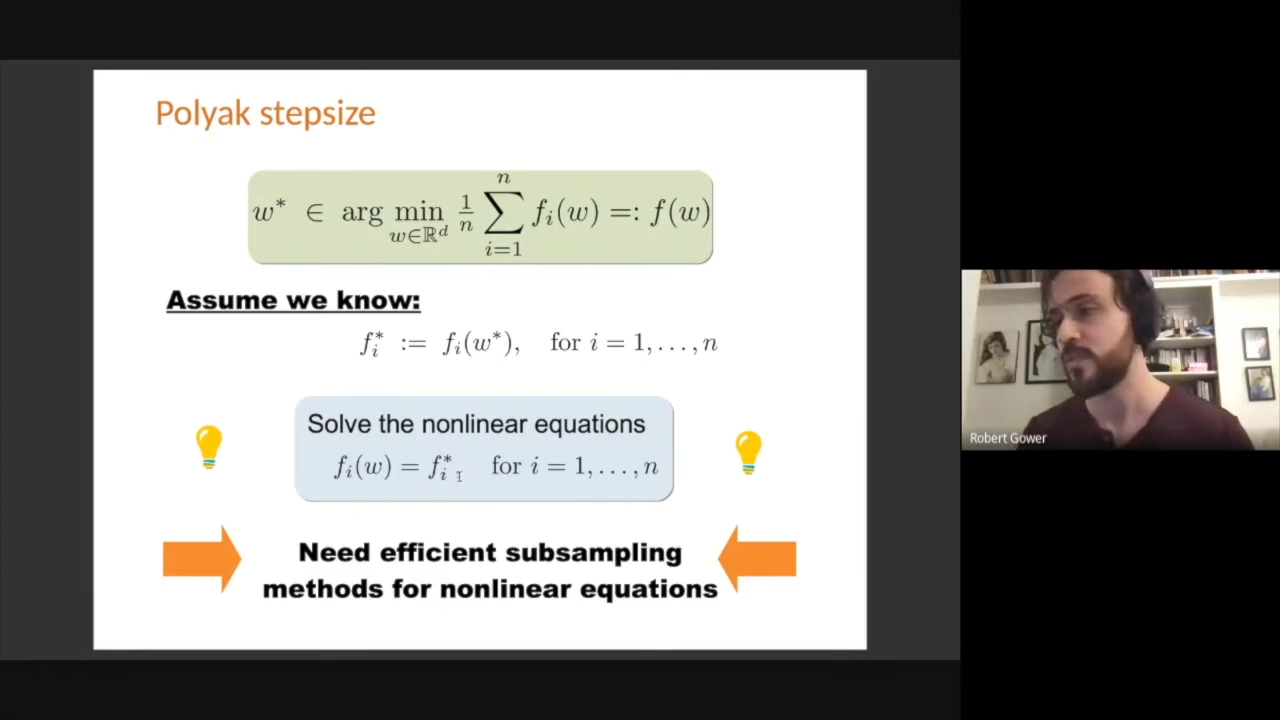 Polyak stepsize
w* ∈ arg min_{w∈ℝ^d} 1/n ∑_{i=1}^{n} f_i(w) =: f(w)
Assume we know:
f_i^* := f_i(w*), for i = 1, . . . , n
Solve the nonlinear equations
f_i(w) = f_i^*, for i = 1, . . . , n
Need efficient subsampling
methods for nonlinear equations
Robert Gower